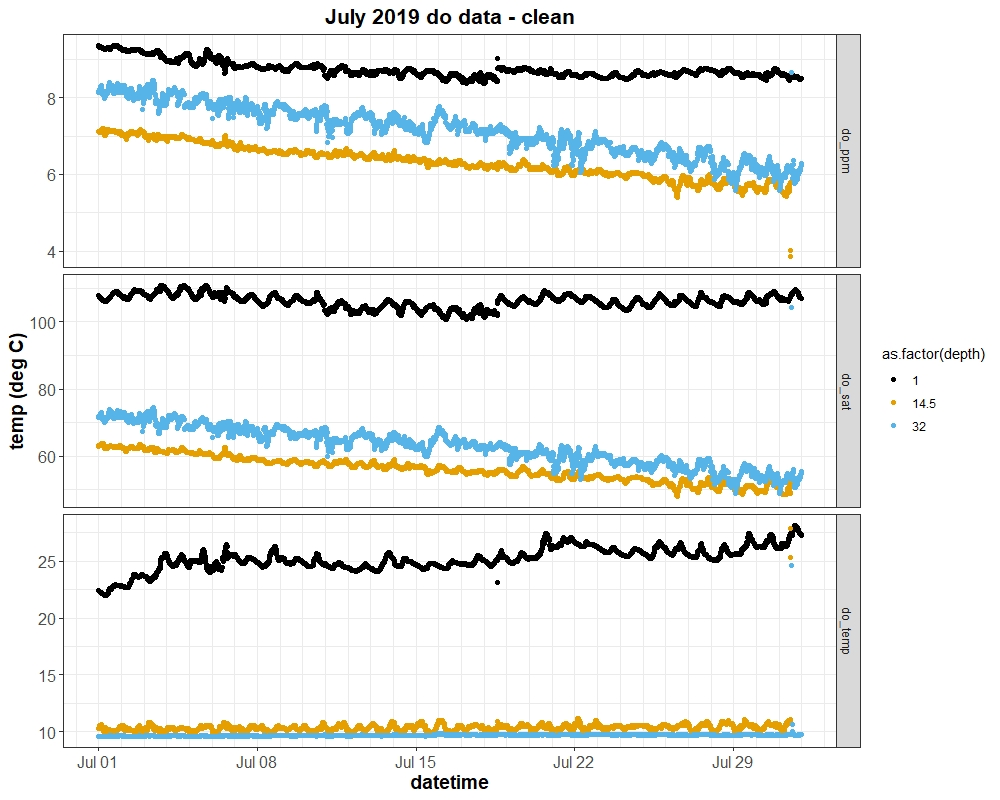 July 2019 do data - clean
8
6
4
do_ppm
100
80
60
do_sat
25
20
15
10
do_temp
temp (deg C)
Jul 01
Jul 08
Jul 15
Jul 22
Jul 29
datetime
as.factor(depth)
1
14.5
32